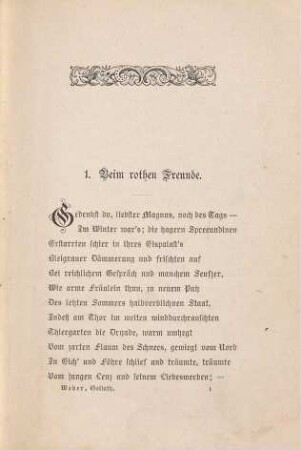 1. Beim rothen Freunde.
Gedenkst du, liebster Magnus, noch des Tags —
Im Winter war's; die hagern Spreeundinen
Erstarrten schier in ihres Eispalast's
Bleigrauer Dämmerung und frischten auf
Bei reichlichem Gespräch und manchem Seufzer,
Wie arme Fräulein thun, zu neuem Putz
Des letzten Sommers halbverblichnen Staat,
Indeß am Thor im weiten winddurchrauschten
Thiergarten die Dryade, warm umhegt
Vom zarten Flaum des Schnees, gewiegt vom Nord
In Eich' und Föhre schlief und träumte, träumte
Vom jungen Lenz und seinem Liebeswerben; —
Weber, Goliath. 1